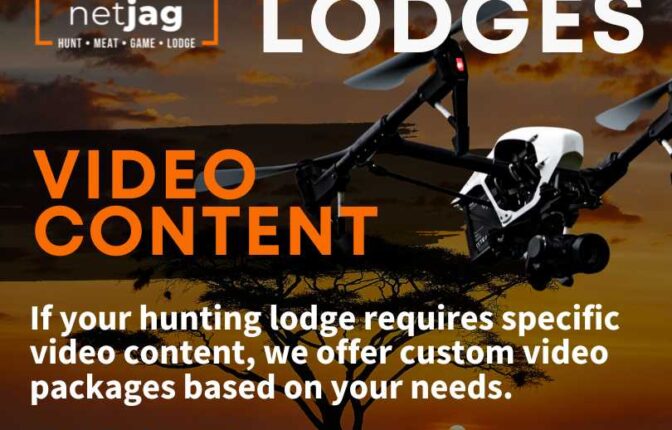 netjag
HUNT • MEAT • GAME • LODGE
LODGES
VIDEO
CONTENT
If your hunting lodge requires specific
video content, we offer custom video
packages based on your needs.